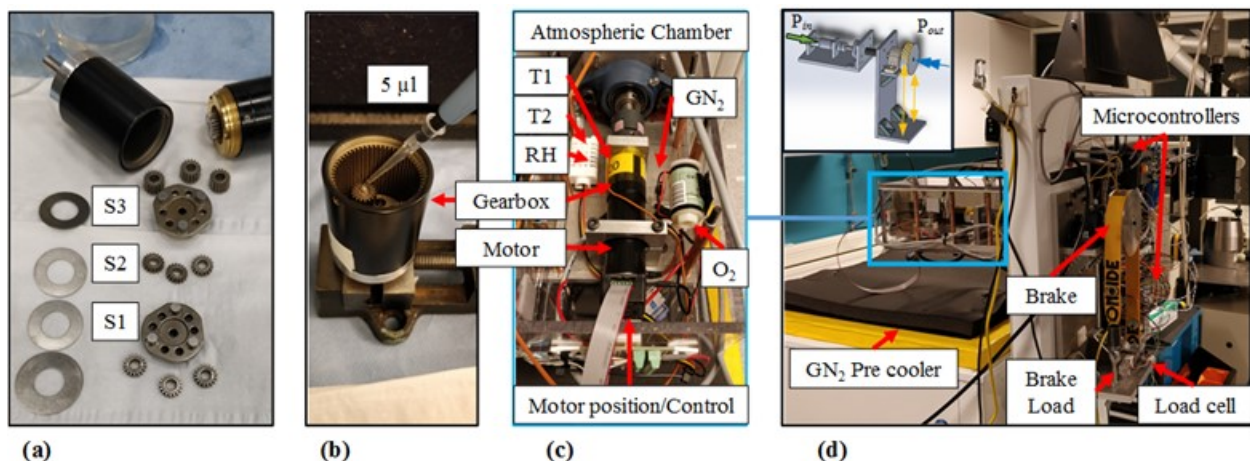 S3
S2
S1
(a)
5 µl
Gearbox
Motor
(b)
Atmospheric Chamber
T1
T2
RH
GN₂
O₂
Motor position/Control
(c)
Pin
Pout
Microcontrollers
Brake
GN₂ Pre cooler
Brake
Load
Load cell
(d)